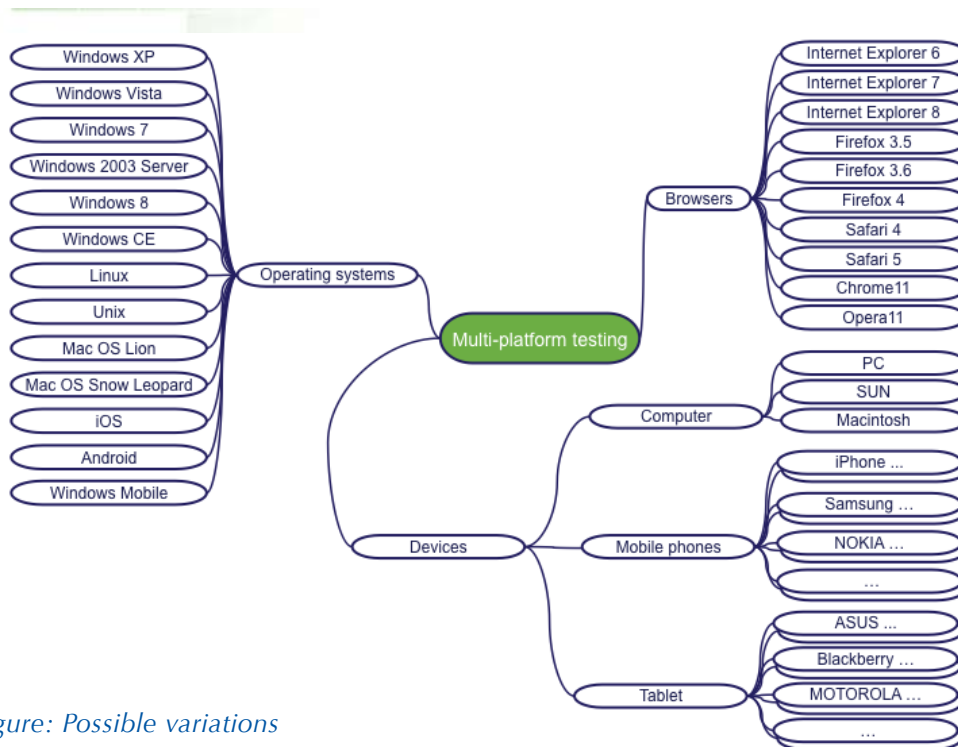 Windows XP
Windows Vista
Windows 7
Windows 2003 Server
Windows 8
Windows CE
Linux
Unix
Mac OS Lion
Mac OS Snow Leopard
iOS
Android
Windows Mobile
Operating systems
Multi-platform testing
Browsers
Internet Explorer 6
Internet Explorer 7
Internet Explorer 8
Firefox 3.5
Firefox 3.6
Firefox 4
Safari 4
Safari 5
Chrome11
Opera11
Devices
Computer
PC
SUN
Macintosh
Mobile phones
iPhone ...
Samsung ...
NOKIA ...
...
Tablet
ASUS ...
Blackberry ...
MOTOROLA ...
...
gure: Possible variations